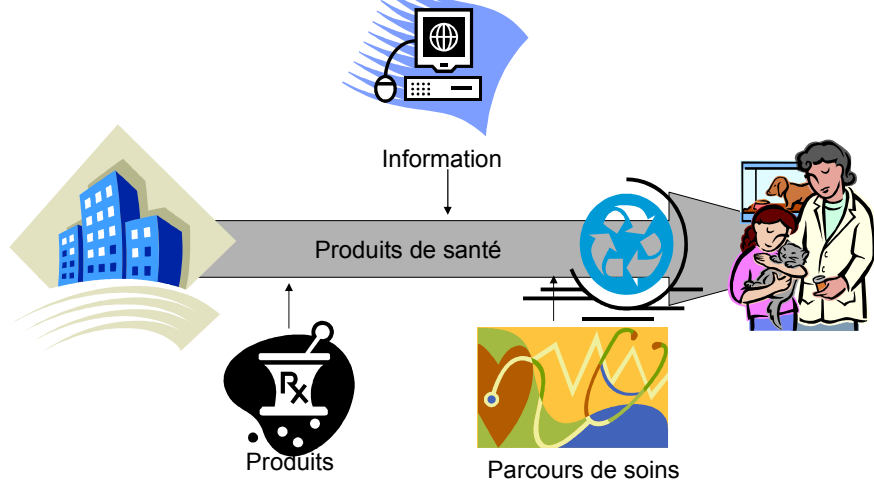 Information
Produits de santé
Rx
Produits
Parcours de soins